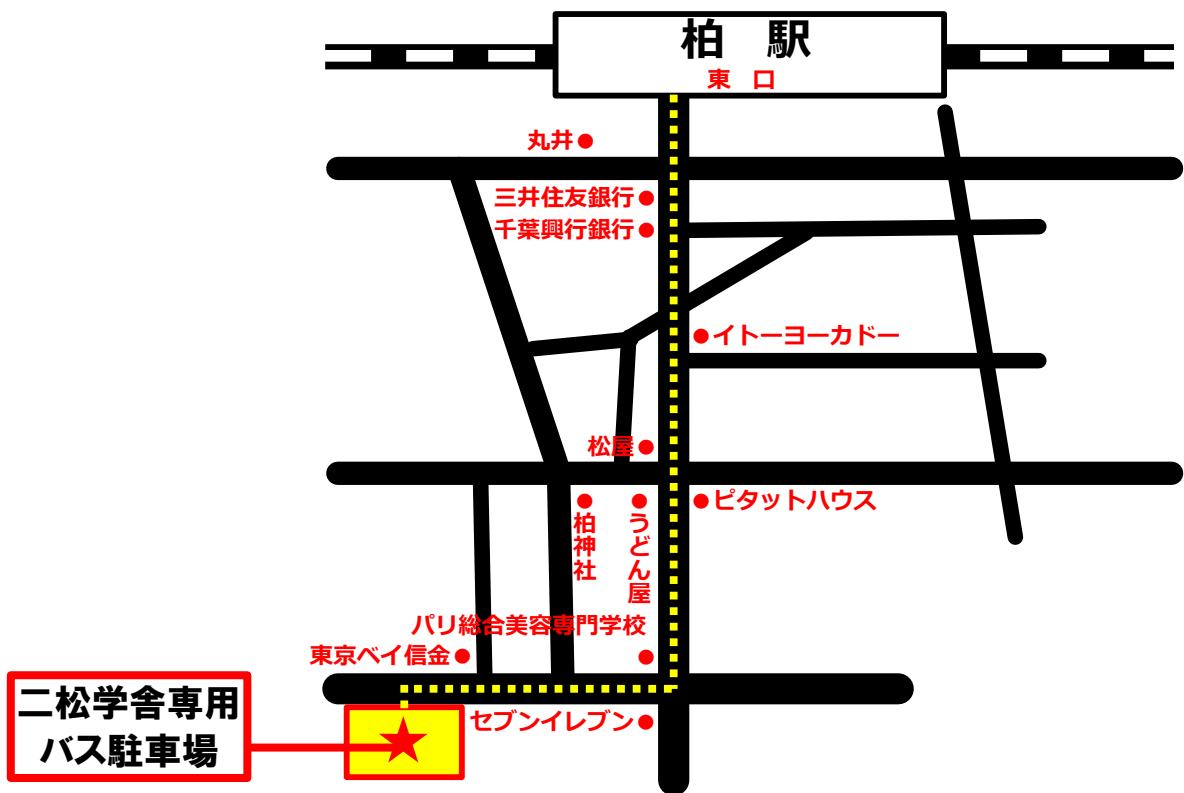 柏 駅
東 口
丸井
三井住友銀行
千葉興行銀行
イトーヨーカドー
松屋
ピタットハウス
柏神社
うどん屋
パリ総合美容専門学校
東京ベイ信金
セブンイレブン
二松学舎専用
バス駐車場